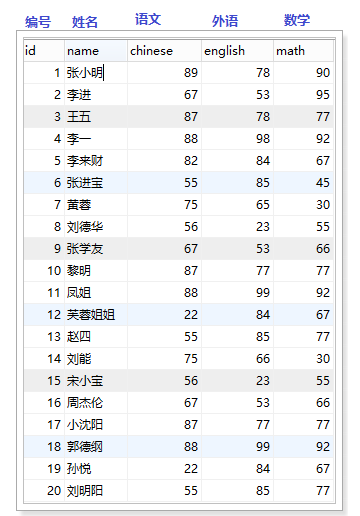 编号 姓名 语文 外语 数学
id name chinese english math
1 张小明 89 78 90
2 李进 67 53 95
3 王五 87 78 77
4 李一 88 98 92
5 李来财 82 84 67
6 张进宝 55 85 45
7 黄蓉 75 65 30
8 刘德华 56 23 55
9 张学友 67 53 66
10 黎明 87 77 77
11 凤姐 88 99 92
12 芙蓉姐姐 22 84 67
13 赵四 55 85 77
14 刘能 75 66 30
15 宋小宝 56 23 55
16 周杰伦 67 53 66
17 小沈阳 87 77 77
18 郭德纲 88 99 92
19 孙悦 22 84 67
20 刘明阳 55 85 77